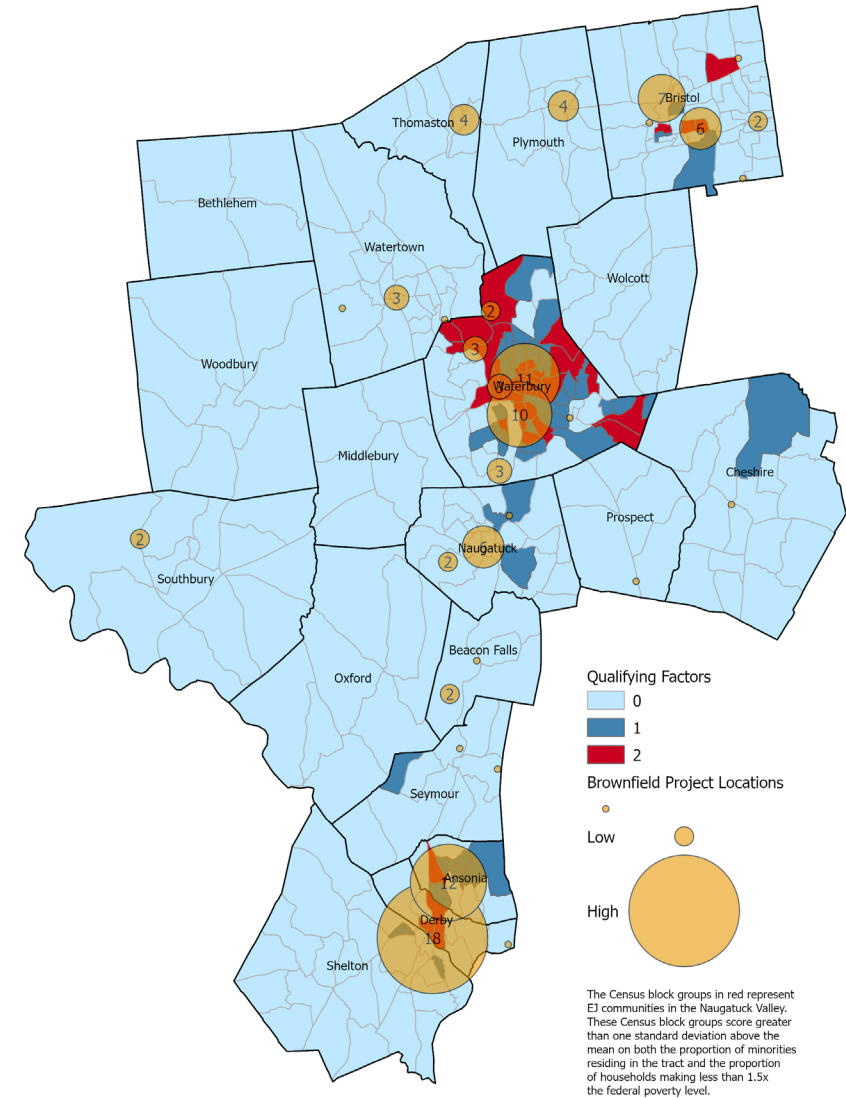 7
Bristol
4
4
Thomaston
6
2
Plymouth
Bethlehem
Watertown
Wolcott
3
2
3
Woodbury
11
Waterbury
10
Middlebury
3
Cheshire
Prospect
2
Naugatuck
2
Southbury
Beacon Falls
Oxford
2
Seymour
Ansonia
12
Derby
18
Shelton
Qualifying Factors
0
1
2
Brownfield Project Locations
Low
High
The Census block groups in red represent
EJ communities in the Naugatuck Valley.
These Census block groups score greater
than one standard deviation above the
mean on both the proportion of minorities
residing in the tract and the proportion
of households making less than 1.5x
the federal poverty level.